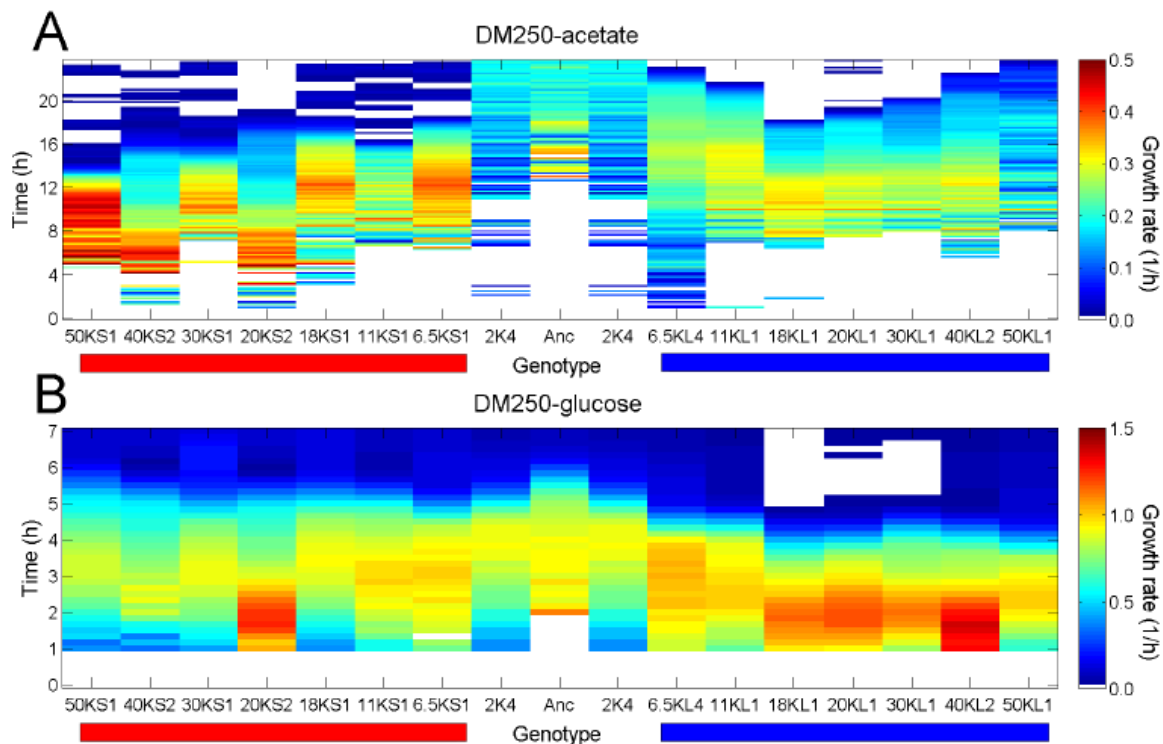 A
DM250-acetate
20
16
12
8
4
0
Time (h)
50KS1 40KS2 30KS1 20KS2 18KS1 11KS1 6.5KS1 2K4 Anc 2K4 6.5KL4 11KL1 18KL1 20KL1 30KL1 40KL2 50KL1
Genotype
0.5
0.4
0.3
0.2
0.1
0.0
Growth rate (1/h)
B
DM250-glucose
7
6
5
4
3
2
1
0
Time (h)
50KS1 40KS2 30KS1 20KS2 18KS1 11KS1 6.5KS1 2K4 Anc 2K4 6.5KL4 11KL1 18KL1 20KL1 30KL1 40KL2 50KL1
Genotype
1.5
1.0
0.5
0.0
Growth rate (1/h)